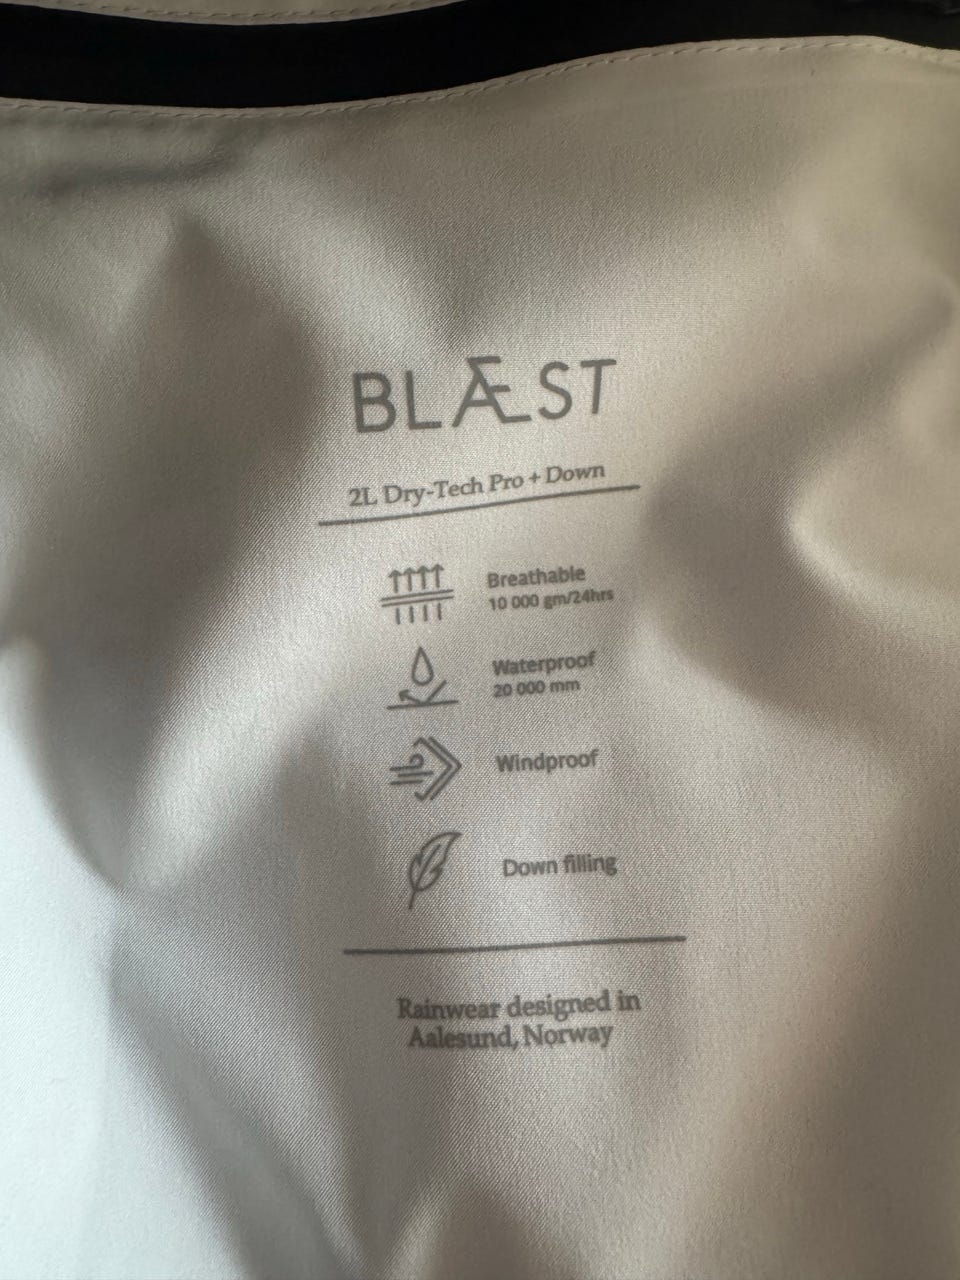 BLÆST
2L Dry-Tech Pro + Down
Breathable
10 000 gm/24hrs
Waterproof
20 000 mm
Windproof
Down filling
Rainwear designed in
Aalesund, Norway